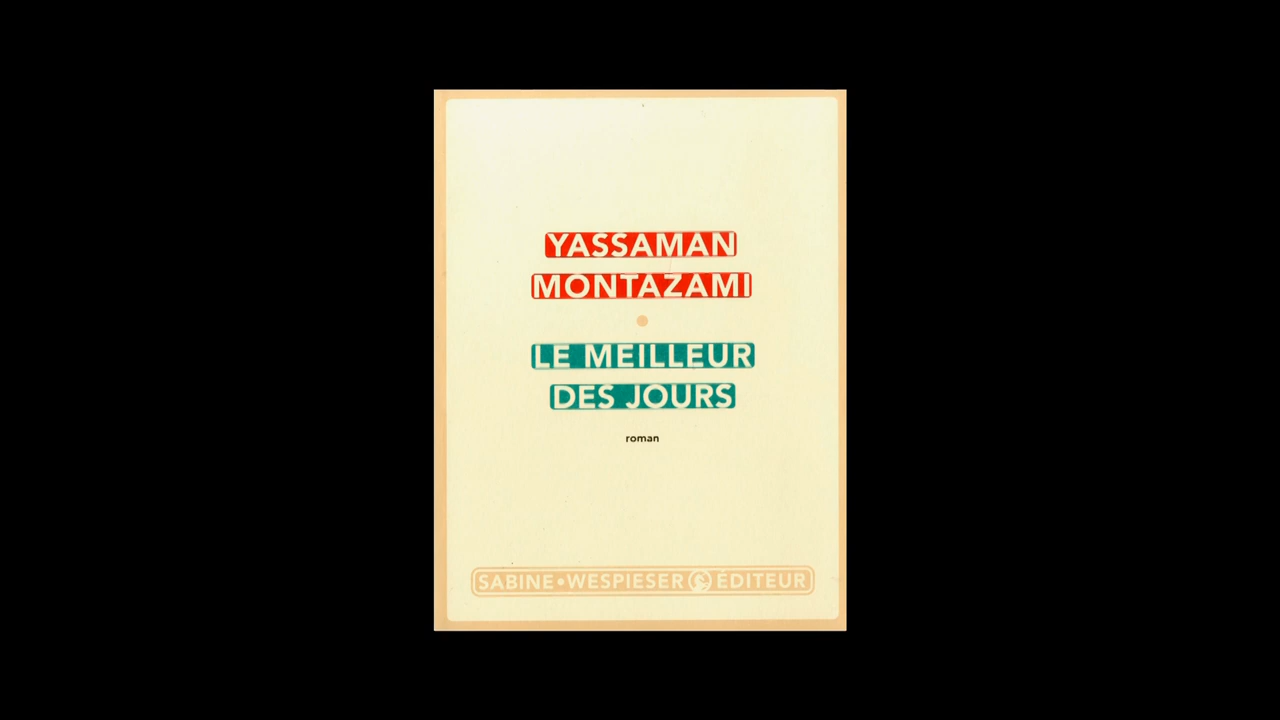 YASSAMAN
MONTAZAMI
LE MEILLEUR
DES JOURS
roman
SABINE•WESPIESER ÉDITEUR